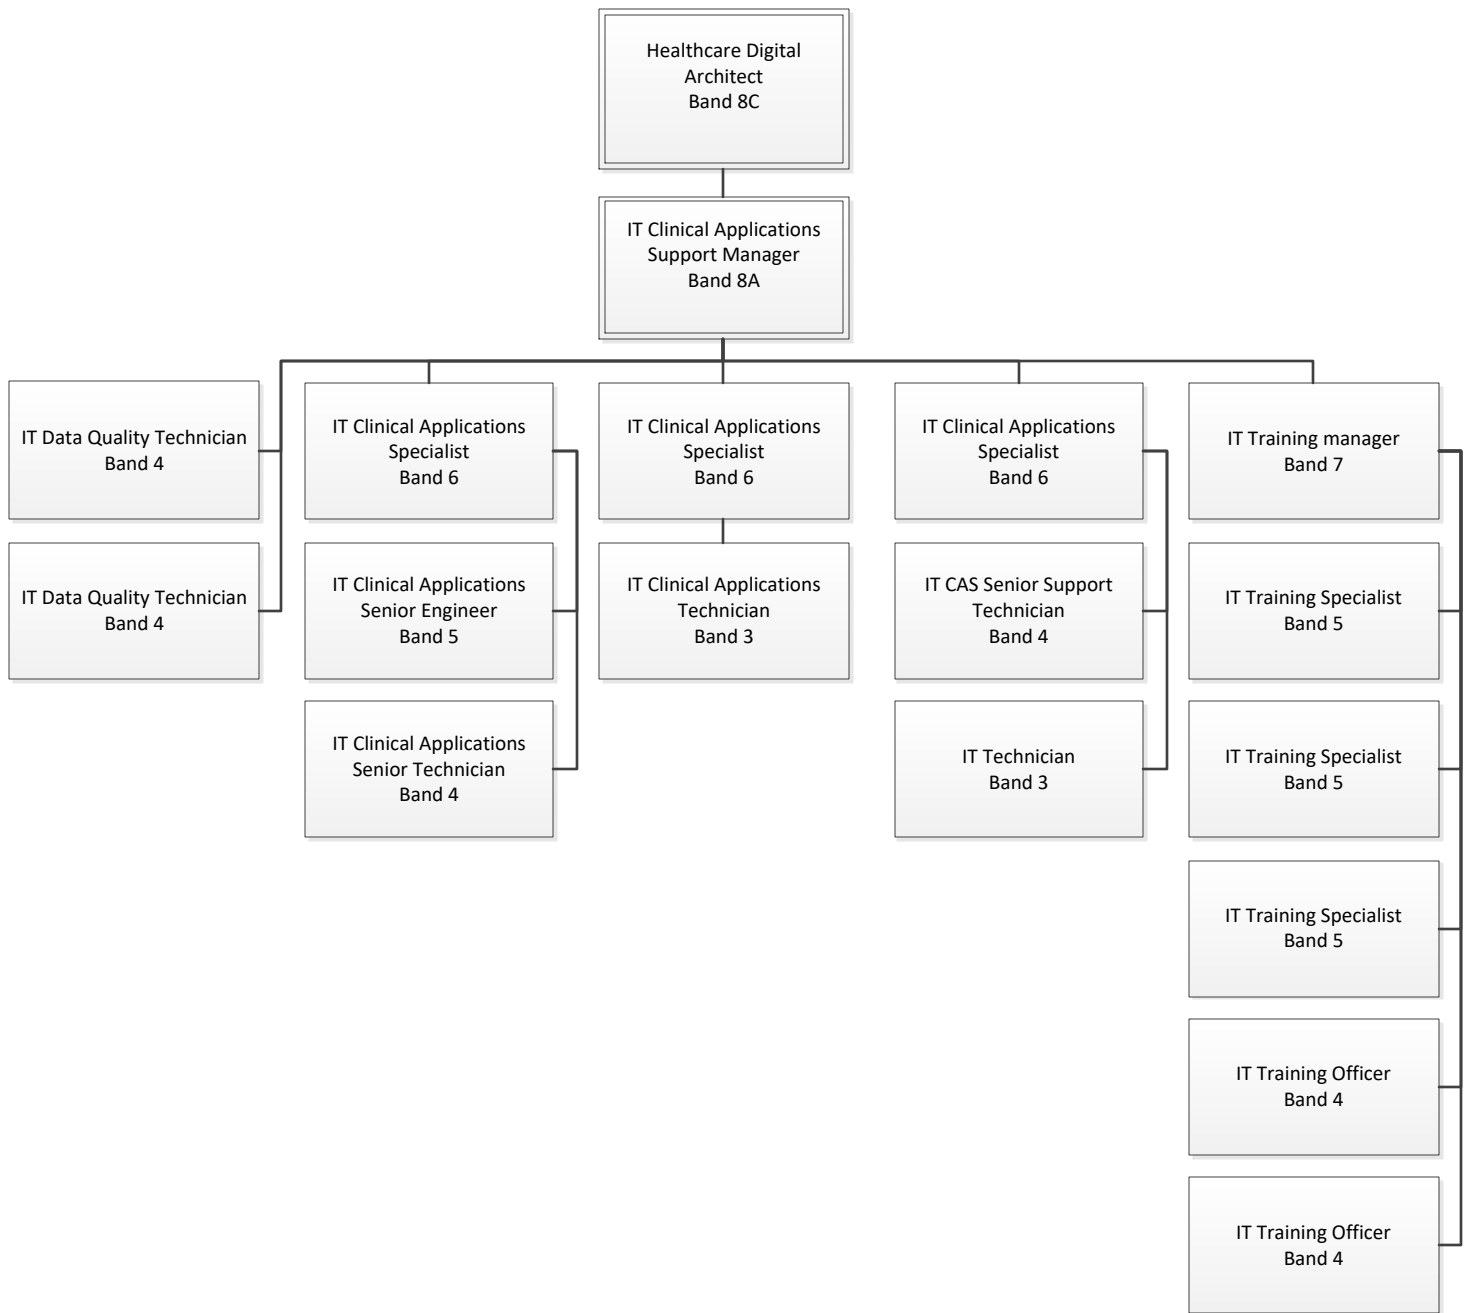 Healthcare Digital
Architect
Band 8C
IT Clinical Applications
Support Manager
Band 8A
IT Data Quality Technician
Band 4
IT Clinical Applications
Specialist
Band 6
IT Clinical Applications
Specialist
Band 6
IT Clinical Applications
Specialist
Band 6
IT Training manager
Band 7
IT Data Quality Technician
Band 4
IT Clinical Applications
Senior Engineer
Band 5
IT Clinical Applications
Technician
Band 3
IT CAS Senior Support
Technician
Band 4
IT Training Specialist
Band 5
IT Clinical Applications
Senior Technician
Band 4
IT Technician
Band 3
IT Training Specialist
Band 5
IT Training Specialist
Band 5
IT Training Officer
Band 4
IT Training Officer
Band 4